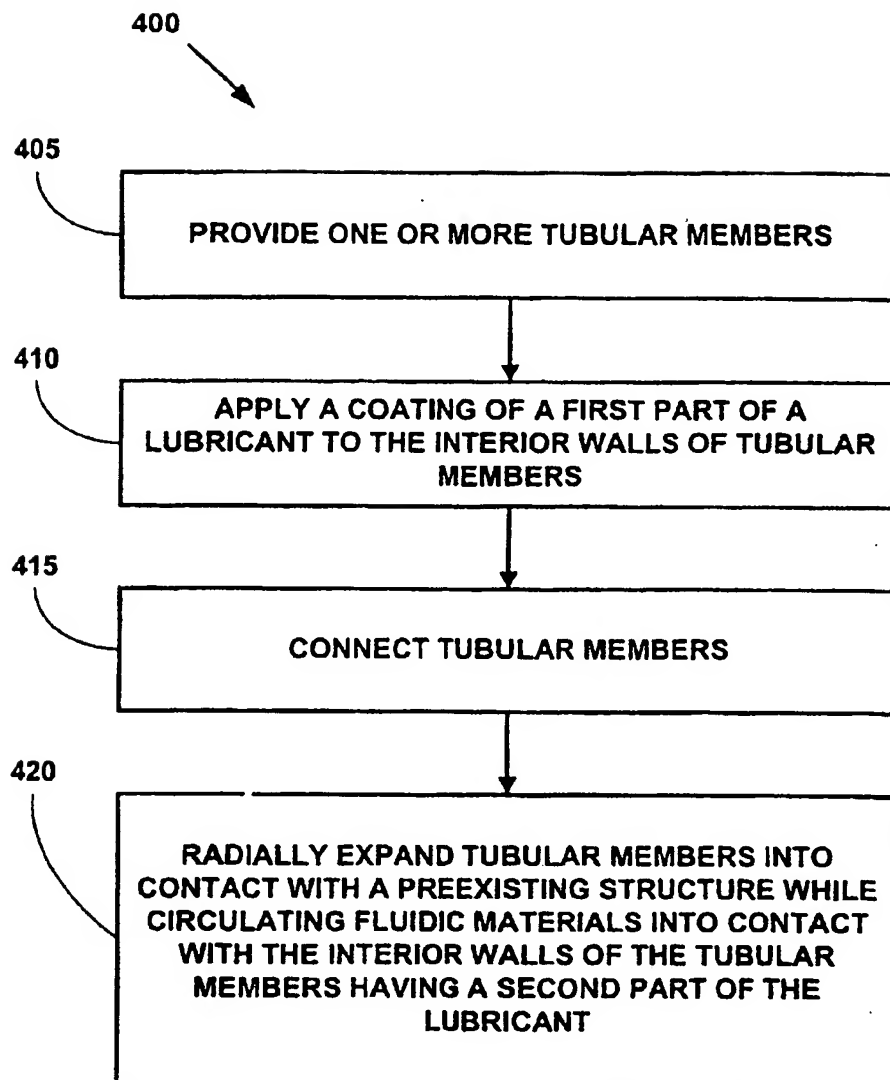 400
405
PROVIDE ONE OR MORE TUBULAR MEMBERS
410
APPLY A COATING OF A FIRST PART OF A
LUBRICANT TO THE INTERIOR WALLS OF TUBULAR
MEMBERS
415
CONNECT TUBULAR MEMBERS
420
RADIALLY EXPAND TUBULAR MEMBERS INTO
CONTACT WITH A PREEXISTING STRUCTURE WHILE
CIRCULATING FLUIDIC MATERIALS INTO CONTACT
WITH THE INTERIOR WALLS OF THE TUBULAR
MEMBERS HAVING A SECOND PART OF THE
LUBRICANT